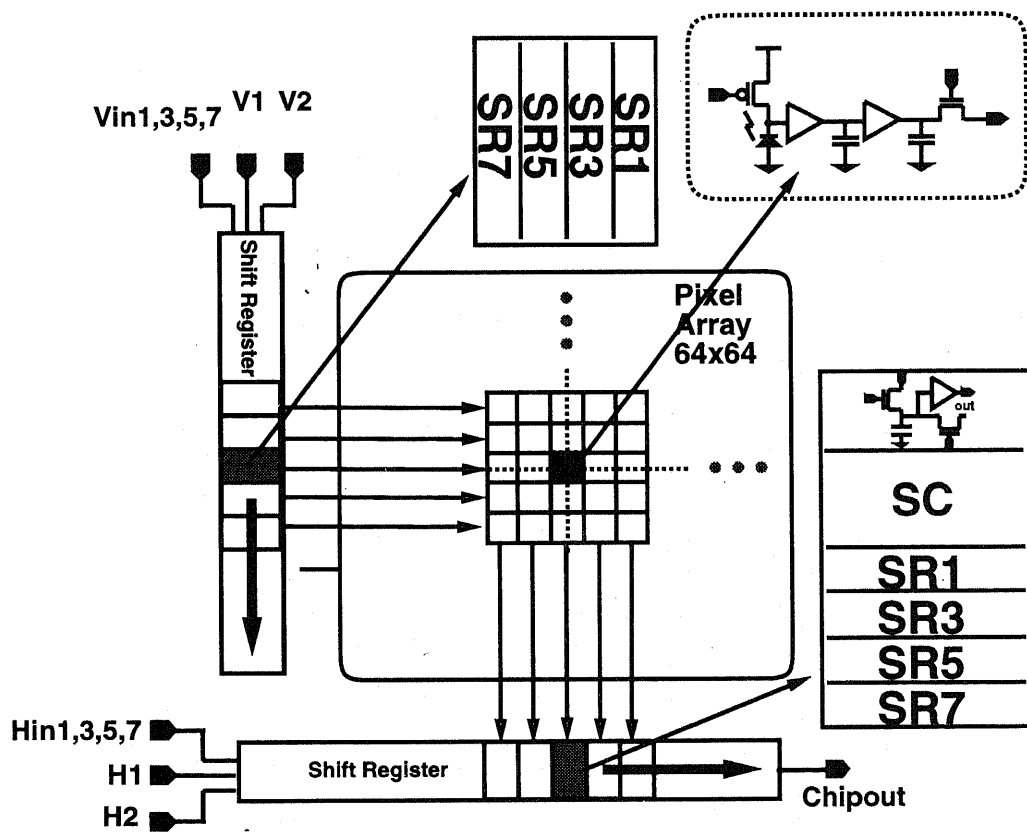 Vin1,3,5,7 V1 V2
SR7
SR5
SR3
SR1
Shift Register
Pixel
Array
64x64
out
SC
SR1
SR3
SR5
SR7
Hin1,3,5,7
H1
H2
Shift Register
Chipout